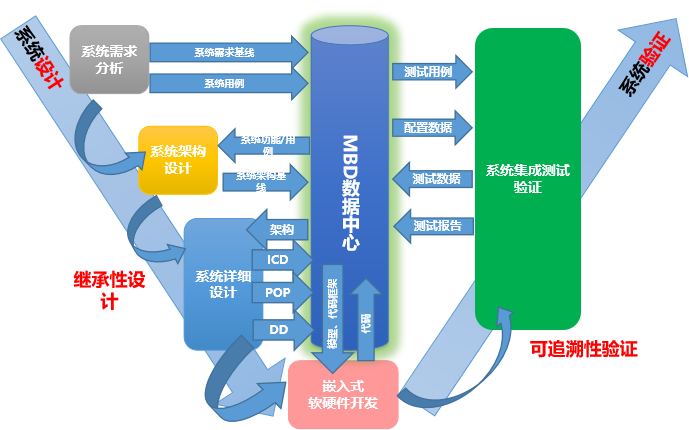 系统设计
系统需求
分析
系统需求基线
系统用例
测试用例
系统验证
系统架构
设计
系统功能/用
例
系统架构基
线
MBD数据中心
配置数据
测试数据
测试报告
系统集成测试
验证
架构
ICD
POP
DD
系统详细
设计
继承性设
计
模型、代码框架
代码
可追溯性验证
嵌入式
软硬件开发